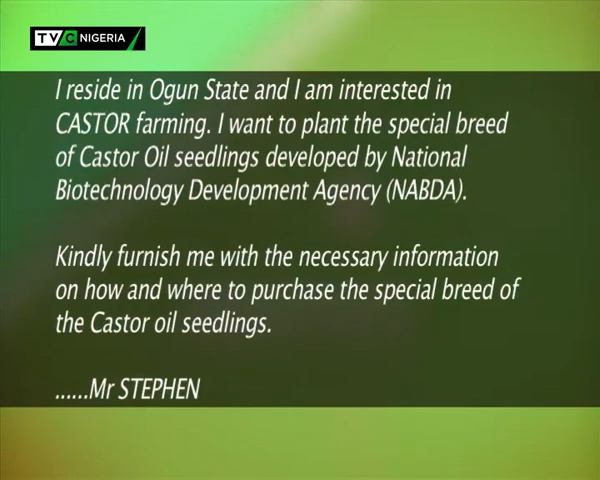 TVC NIGERIA
I reside in Ogun State and I am interested in
CASTOR farming. I want to plant the special breed
of Castor Oil seedlings developed by National
Biotechnology Development Agency (NABDA).
Kindly furnish me with the necessary information
on how and where to purchase the special breed of
the Castor oil seedlings.
......Mr STEPHEN